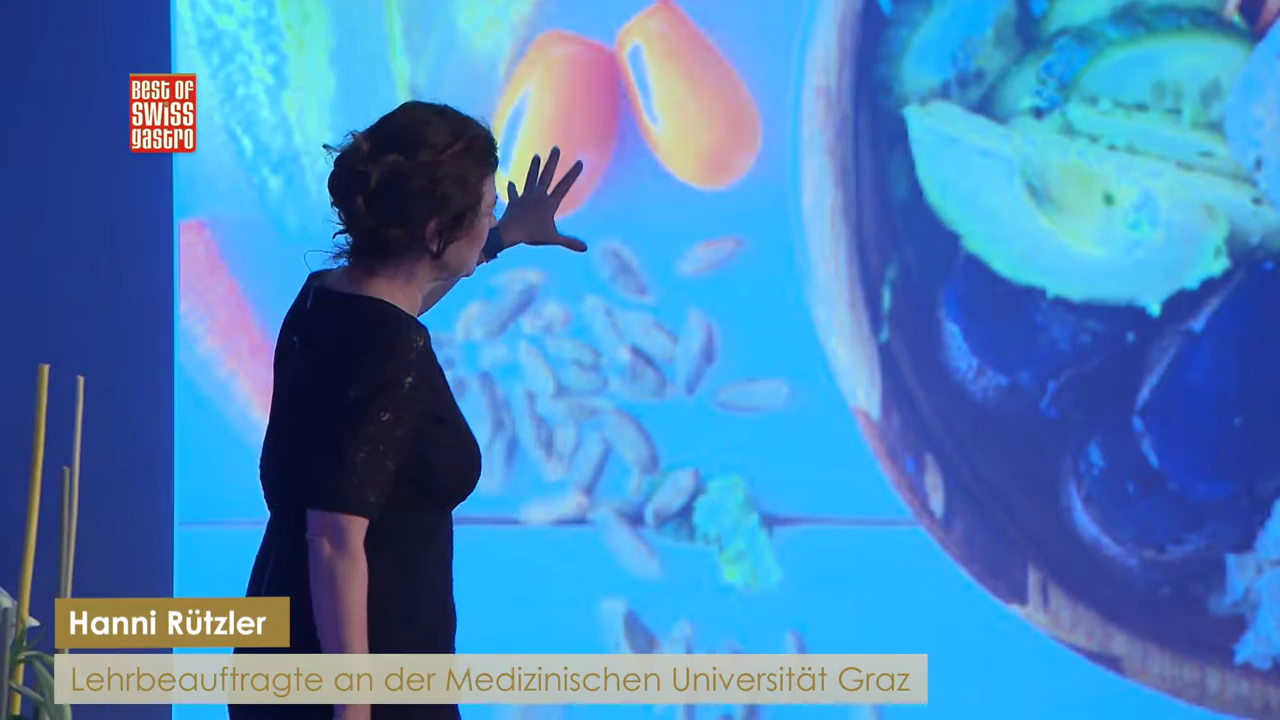 BEST OF
SWISS
gastro
Hanni Rützler
Lehrbeauftragte an der Medizinischen Universität Graz